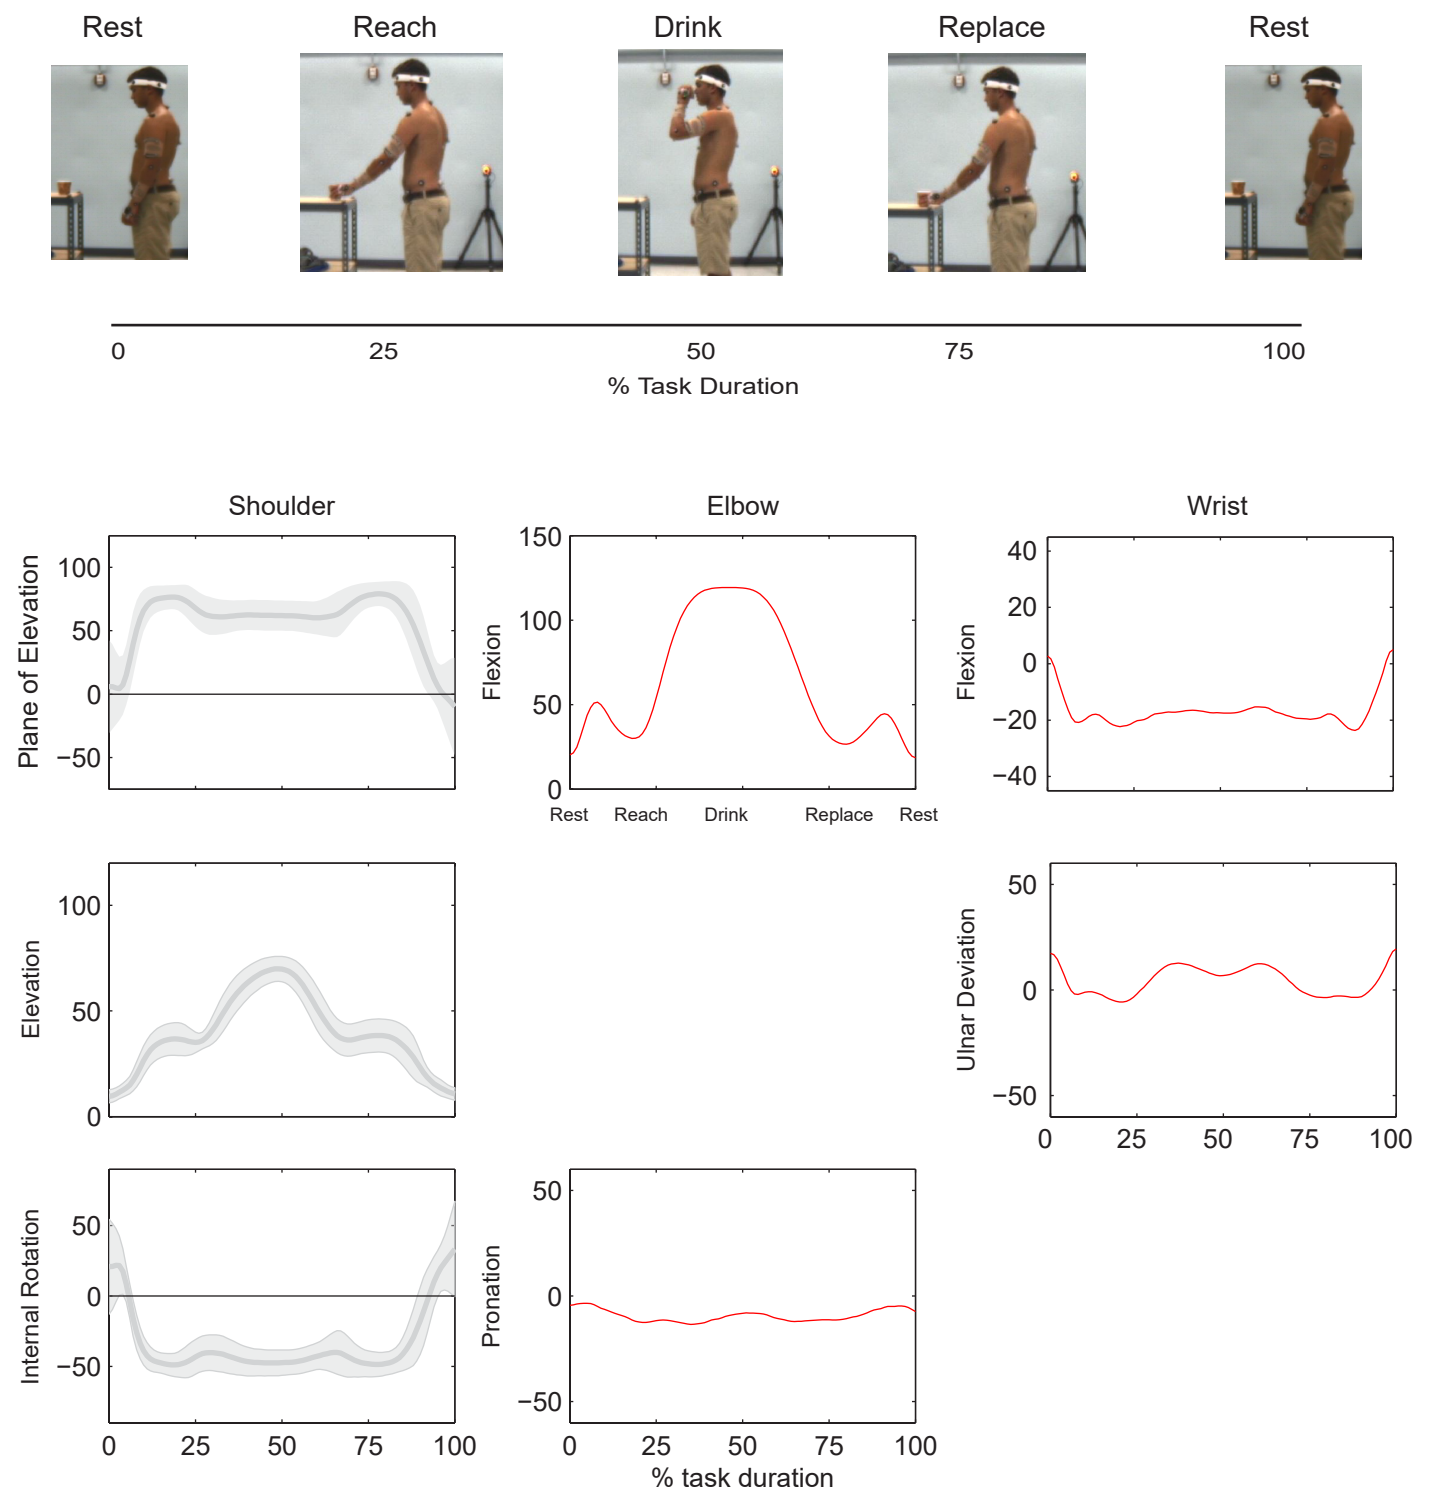 Rest Reach Drink Replace Rest
0 25 50 75 100
% Task Duration
Shoulder Elbow Wrist
Plane of Elevation
100
50
0
−50
Flexion
150
100
50
0
Rest Reach Drink Replace Rest
Flexion
40
20
0
−20
−40
Elevation
100
50
0
Ulnar Deviation
50
0
−50
0 25 50 75 100
Internal Rotation
50
0
−50
0 25 50 75 100
Pronation
50
0
−50
0 25 50 75 100
% task duration